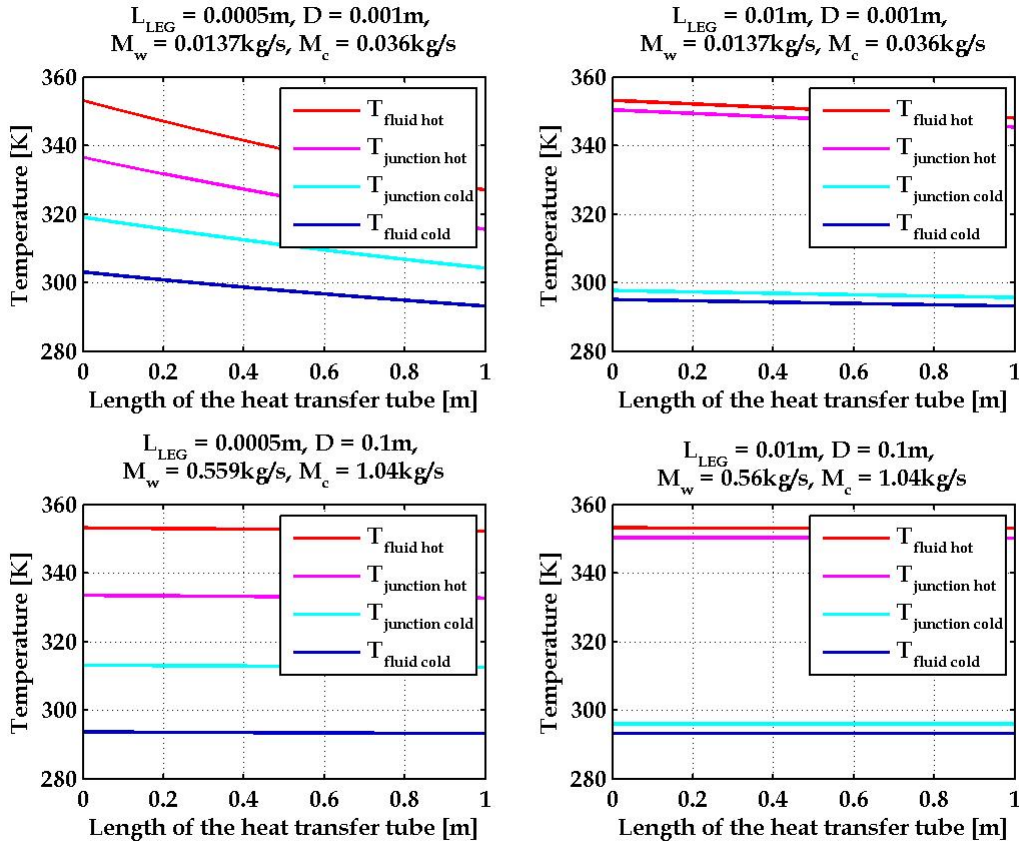 L_LEG = 0.0005m, D = 0.001m,
M_w = 0.0137kg/s, M_c = 0.036kg/s
Temperature [K]
360
340
320
300
280
T_fluid hot
T_junction hot
T_junction cold
T_fluid cold
0 0.2 0.4 0.6 0.8 1
Length of the heat transfer tube [m]
L_LEG = 0.01m, D = 0.001m,
M_w = 0.0137kg/s, M_c = 0.036kg/s
Temperature [K]
360
340
320
300
280
T_fluid hot
T_junction hot
T_junction cold
T_fluid cold
0 0.2 0.4 0.6 0.8 1
Length of the heat transfer tube [m]
L_LEG = 0.0005m, D = 0.1m,
M_w = 0.559kg/s, M_c = 1.04kg/s
Temperature [K]
360
340
320
300
280
T_fluid hot
T_junction hot
T_junction cold
T_fluid cold
0 0.2 0.4 0.6 0.8 1
Length of the heat transfer tube [m]
L_LEG = 0.01m, D = 0.1m,
M_w = 0.56kg/s, M_c = 1.04kg/s
Temperature [K]
360
340
320
300
280
T_fluid hot
T_junction hot
T_junction cold
T_fluid cold
0 0.2 0.4 0.6 0.8 1
Length of the heat transfer tube [m]